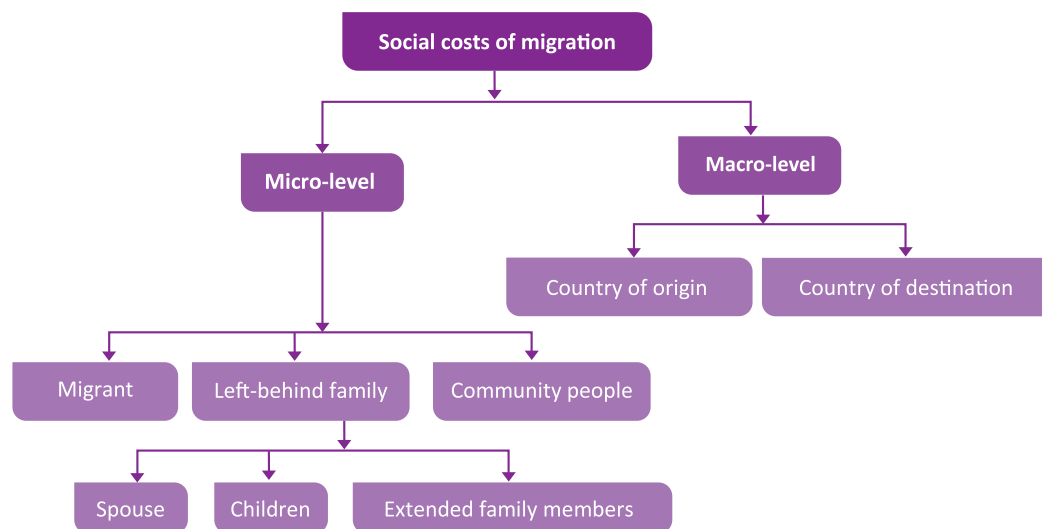 Social costs of migration
Micro-level
Macro-level
Country of origin
Country of destination
Migrant
Left-behind family
Community people
Spouse
Children
Extended family members